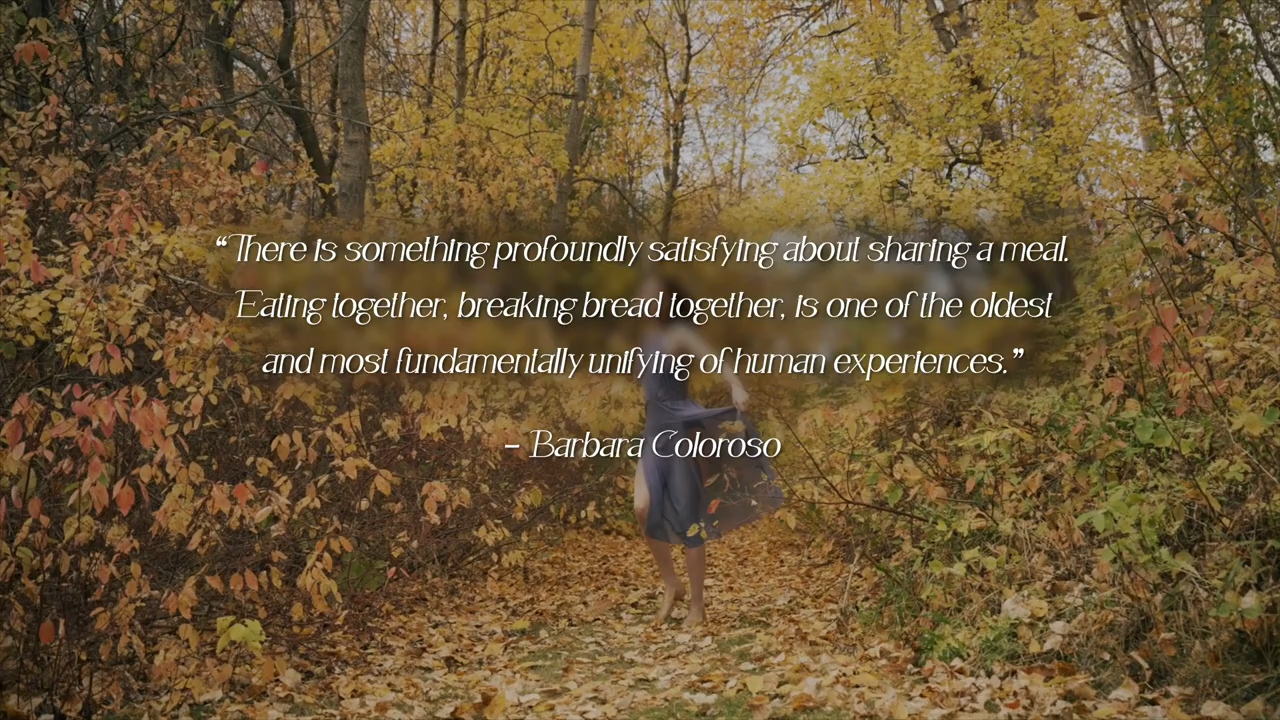 “There is something profoundly satisfying about sharing a meal.
Eating together, breaking bread together, is one of the oldest
and most fundamentally unifying of human experiences.”
– Barbara Coloroso